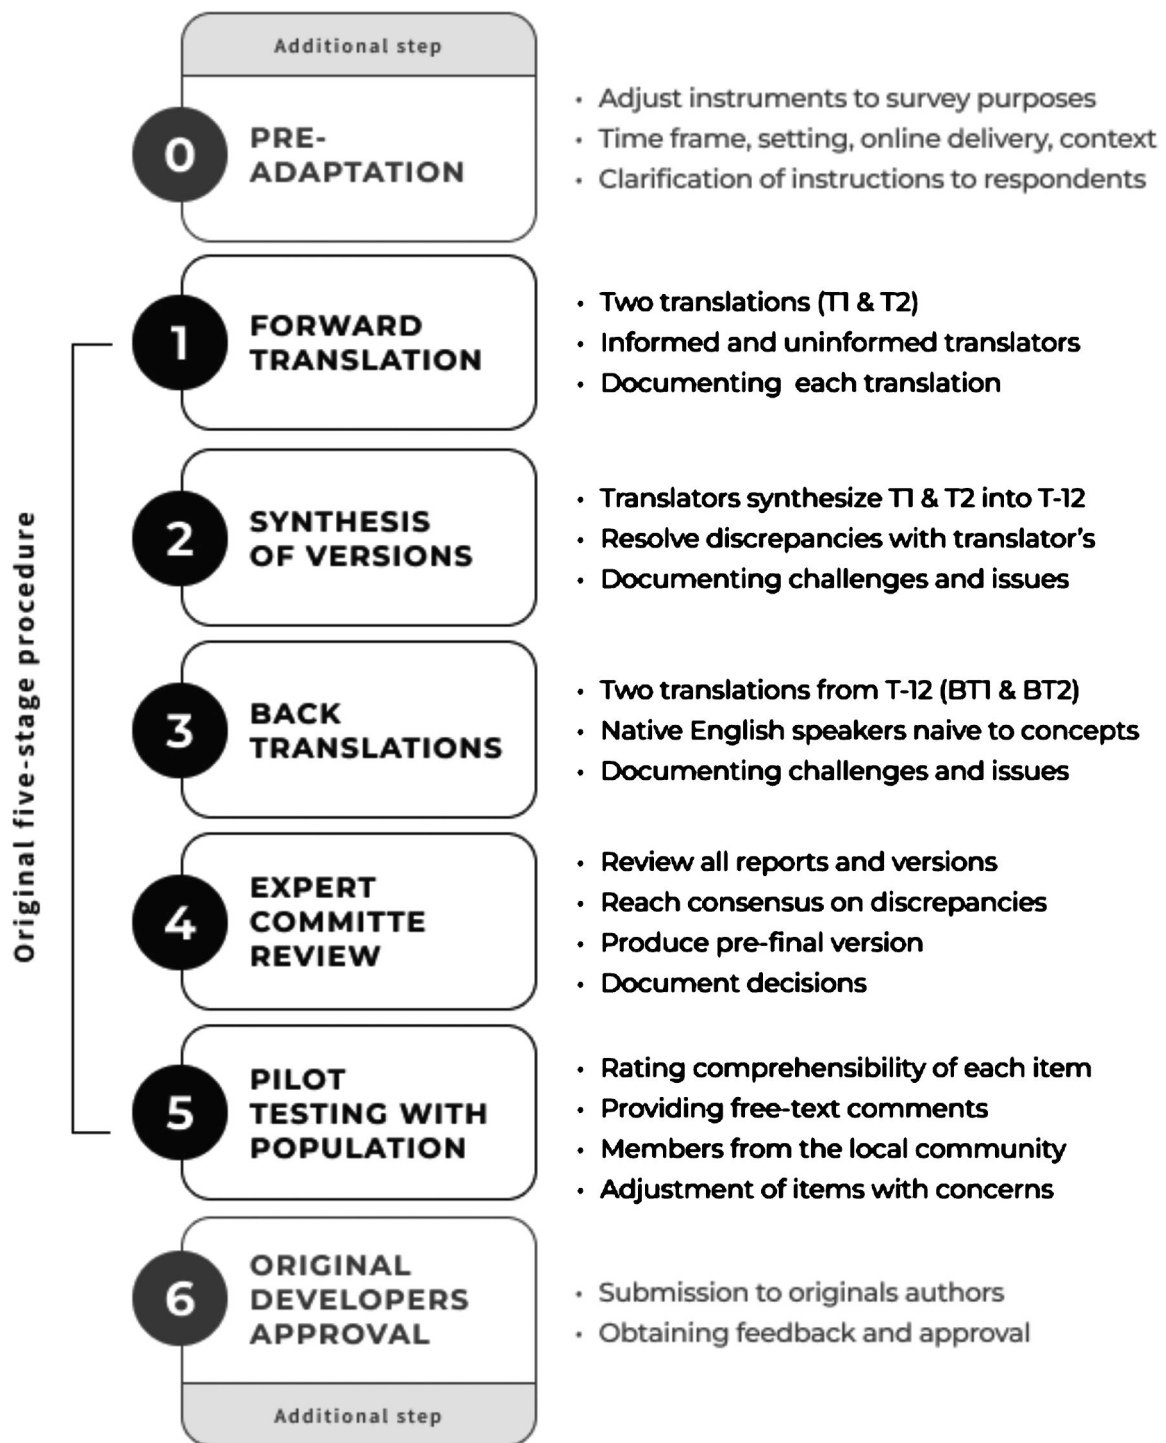 Additional step
0
PRE-
ADAPTATION
• Adjust instruments to survey purposes
• Time frame, setting, online delivery, context
• Clarification of instructions to respondents
Original five-stage procedure
1
FORWARD
TRANSLATION
• Two translations (T1 & T2)
• Informed and uninformed translators
• Documenting each translation
2
SYNTHESIS
OF VERSIONS
• Translators synthesize T1 & T2 into T-12
• Resolve discrepancies with translator's
• Documenting challenges and issues
3
BACK
TRANSLATIONS
• Two translations from T-12 (BT1 & BT2)
• Native English speakers naive to concepts
• Documenting challenges and issues
4
EXPERT
COMMITTE
REVIEW
• Review all reports and versions
• Reach consensus on discrepancies
• Produce pre-final version
• Document decisions
5
PILOT
TESTING WITH
POPULATION
• Rating comprehensibility of each item
• Providing free-text comments
• Members from the local community
• Adjustment of items with concerns
6
ORIGINAL
DEVELOPERS
APPROVAL
• Submission to originals authors
• Obtaining feedback and approval
Additional step